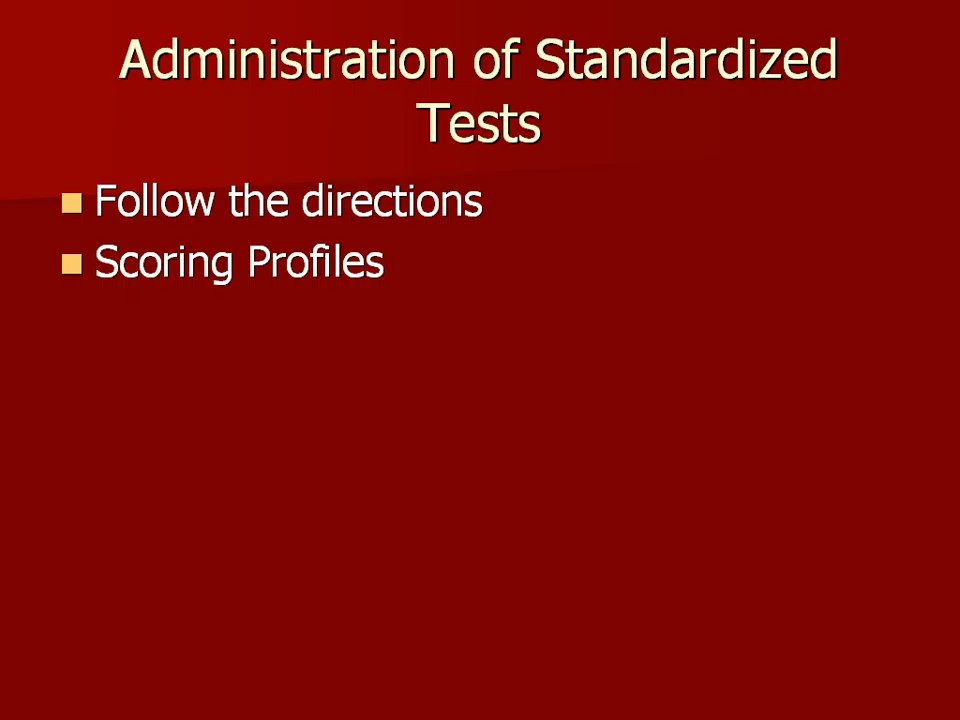 Administration of Standardized
Tests
Follow the directions
Scoring Profiles